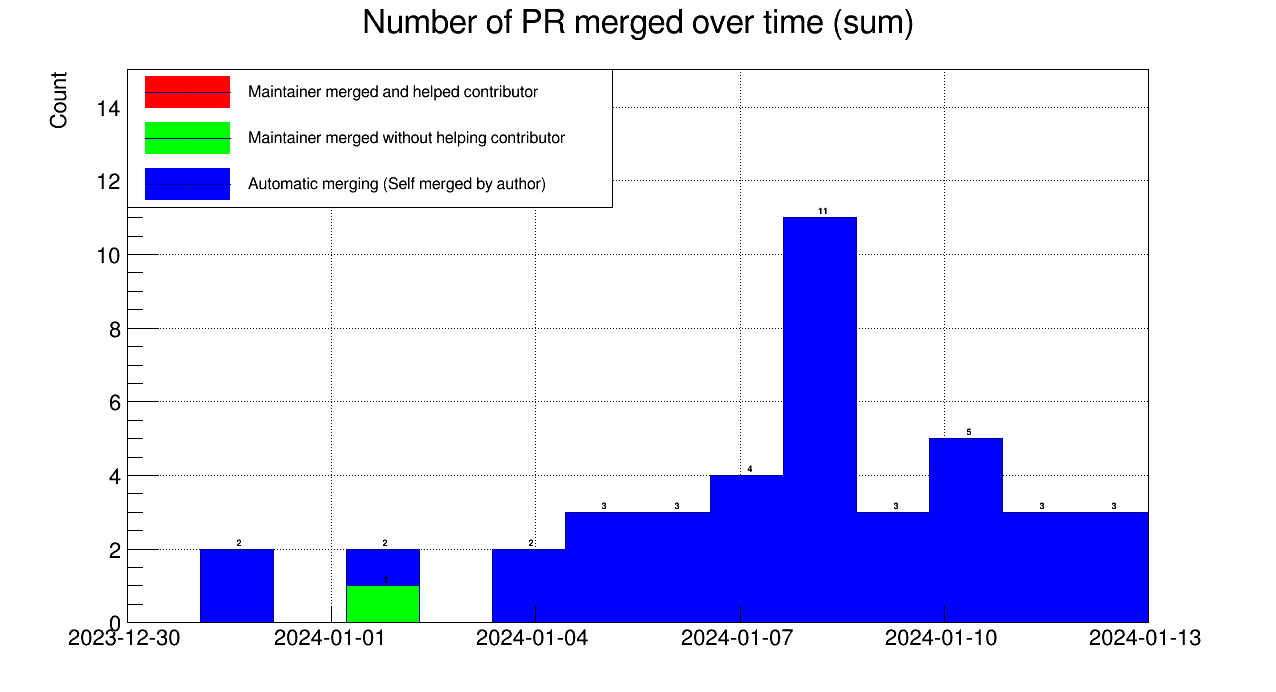 Number of PR merged over time (sum)
Count
Maintainer merged and helped contributor
Maintainer merged without helping contributor
Automatic merging (Self merged by author)
14
12
10
8
6
4
2
0
11
5
4
3 3 3 3 3
2 2 2
1
2023-12-30 2024-01-01 2024-01-04 2024-01-07 2024-01-10 2024-01-13